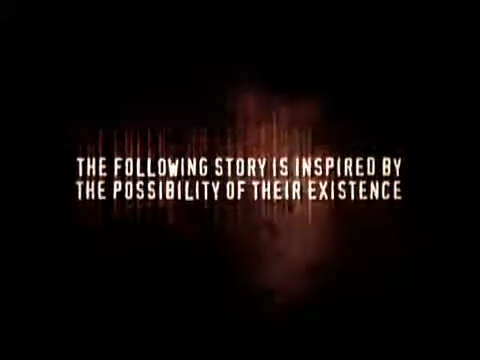 THE FOLLOWING STORY IS INSPIRED BY
THE POSSIBILITY OF THEIR EXISTENCE